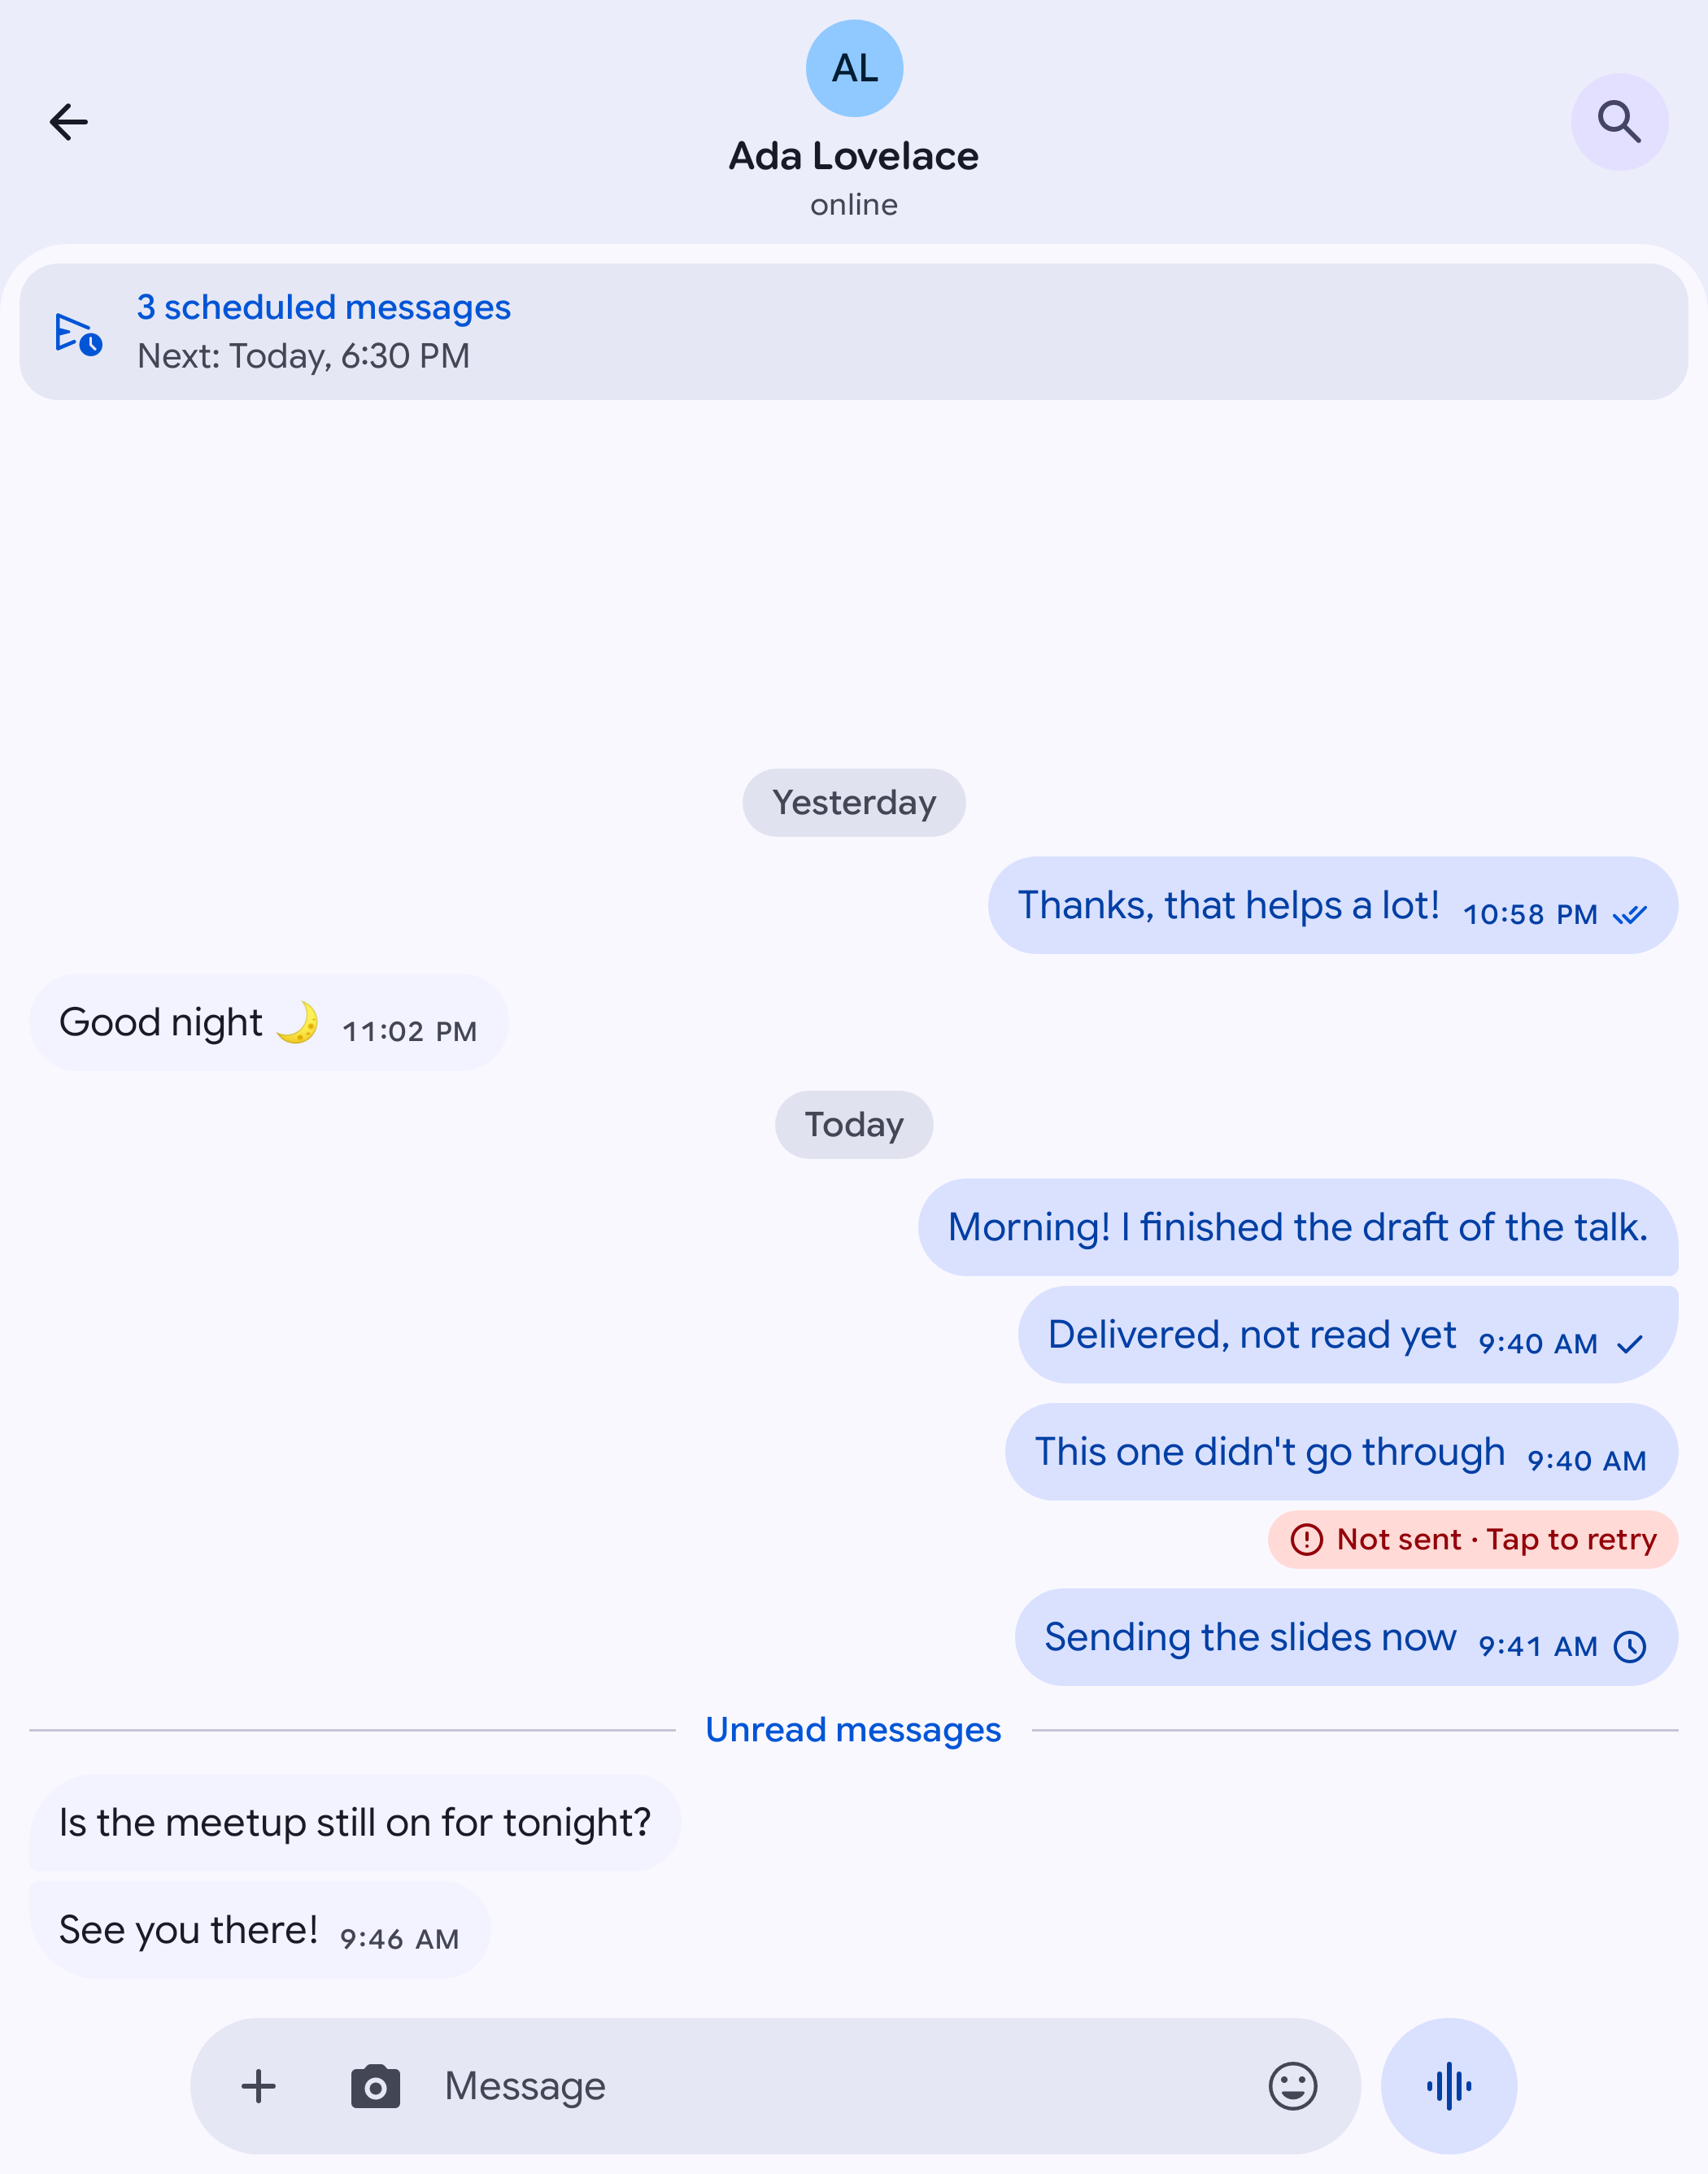 AL
Ada Lovelace
online
3 scheduled messages
Next: Today, 6:30 PM
Yesterday
Thanks, that helps a lot! 10:58 PM
Good night 🌙 11:02 PM
Today
Morning! I finished the draft of the talk.
Delivered, not read yet 9:40 AM
This one didn't go through 9:40 AM
Not sent · Tap to retry
Sending the slides now 9:41 AM
Unread messages
Is the meetup still on for tonight?
See you there! 9:46 AM
Message